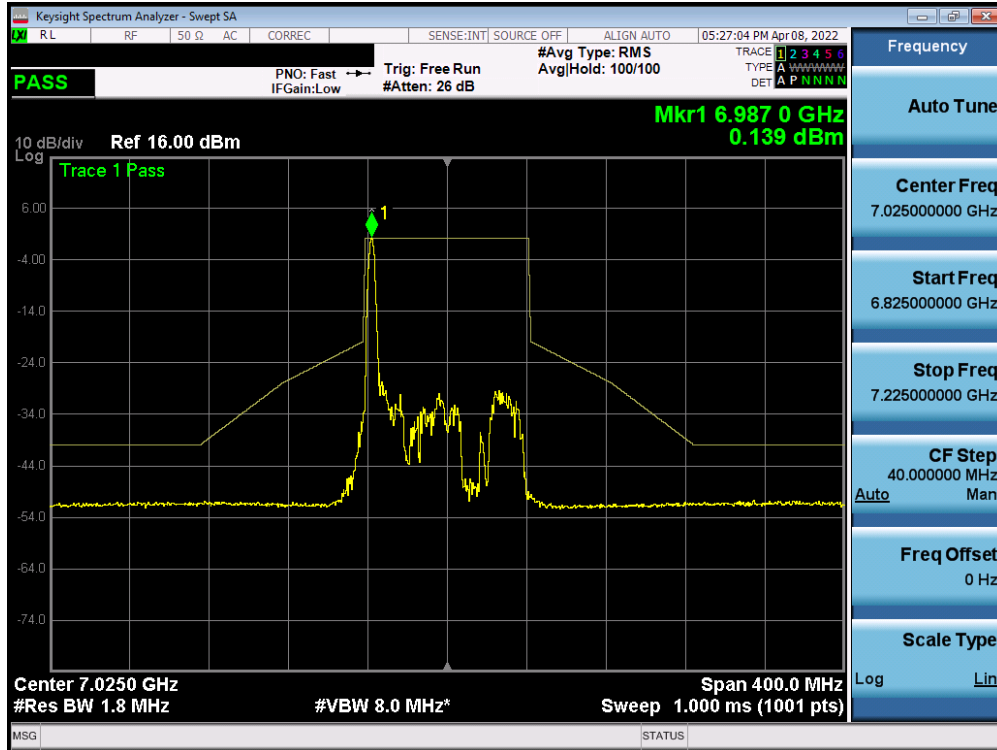 Keysight Spectrum Analyzer - Swept SA
LXI RL RF 50 Ω AC CORREC SENSE:INT SOURCE OFF ALIGN AUTO 05:27:04 PM Apr 08, 2022
PASS
PNO: Fast
IFGain:Low
Trig: Free Run
#Atten: 26 dB
#Avg Type: RMS
Avg|Hold: 100/100
TRACE 1 2 3 4 5 6
TYPE A WWWWW
DET A P N N N N
Mkr1 6.987 0 GHz
0.139 dBm
10 dB/div Ref 16.00 dBm
Log
Trace 1 Pass
1
6.00
-4.00
-14.0
-24.0
-34.0
-44.0
-54.0
-64.0
-74.0
Center 7.0250 GHz Span 400.0 MHz
#Res BW 1.8 MHz #VBW 8.0 MHz* Sweep 1.000 ms (1001 pts)
MSG STATUS
Frequency
Auto Tune
Center Freq
7.025000000 GHz
Start Freq
6.825000000 GHz
Stop Freq
7.225000000 GHz
CF Step
40.000000 MHz
Auto Man
Freq Offset
0 Hz
Scale Type
Log Lin